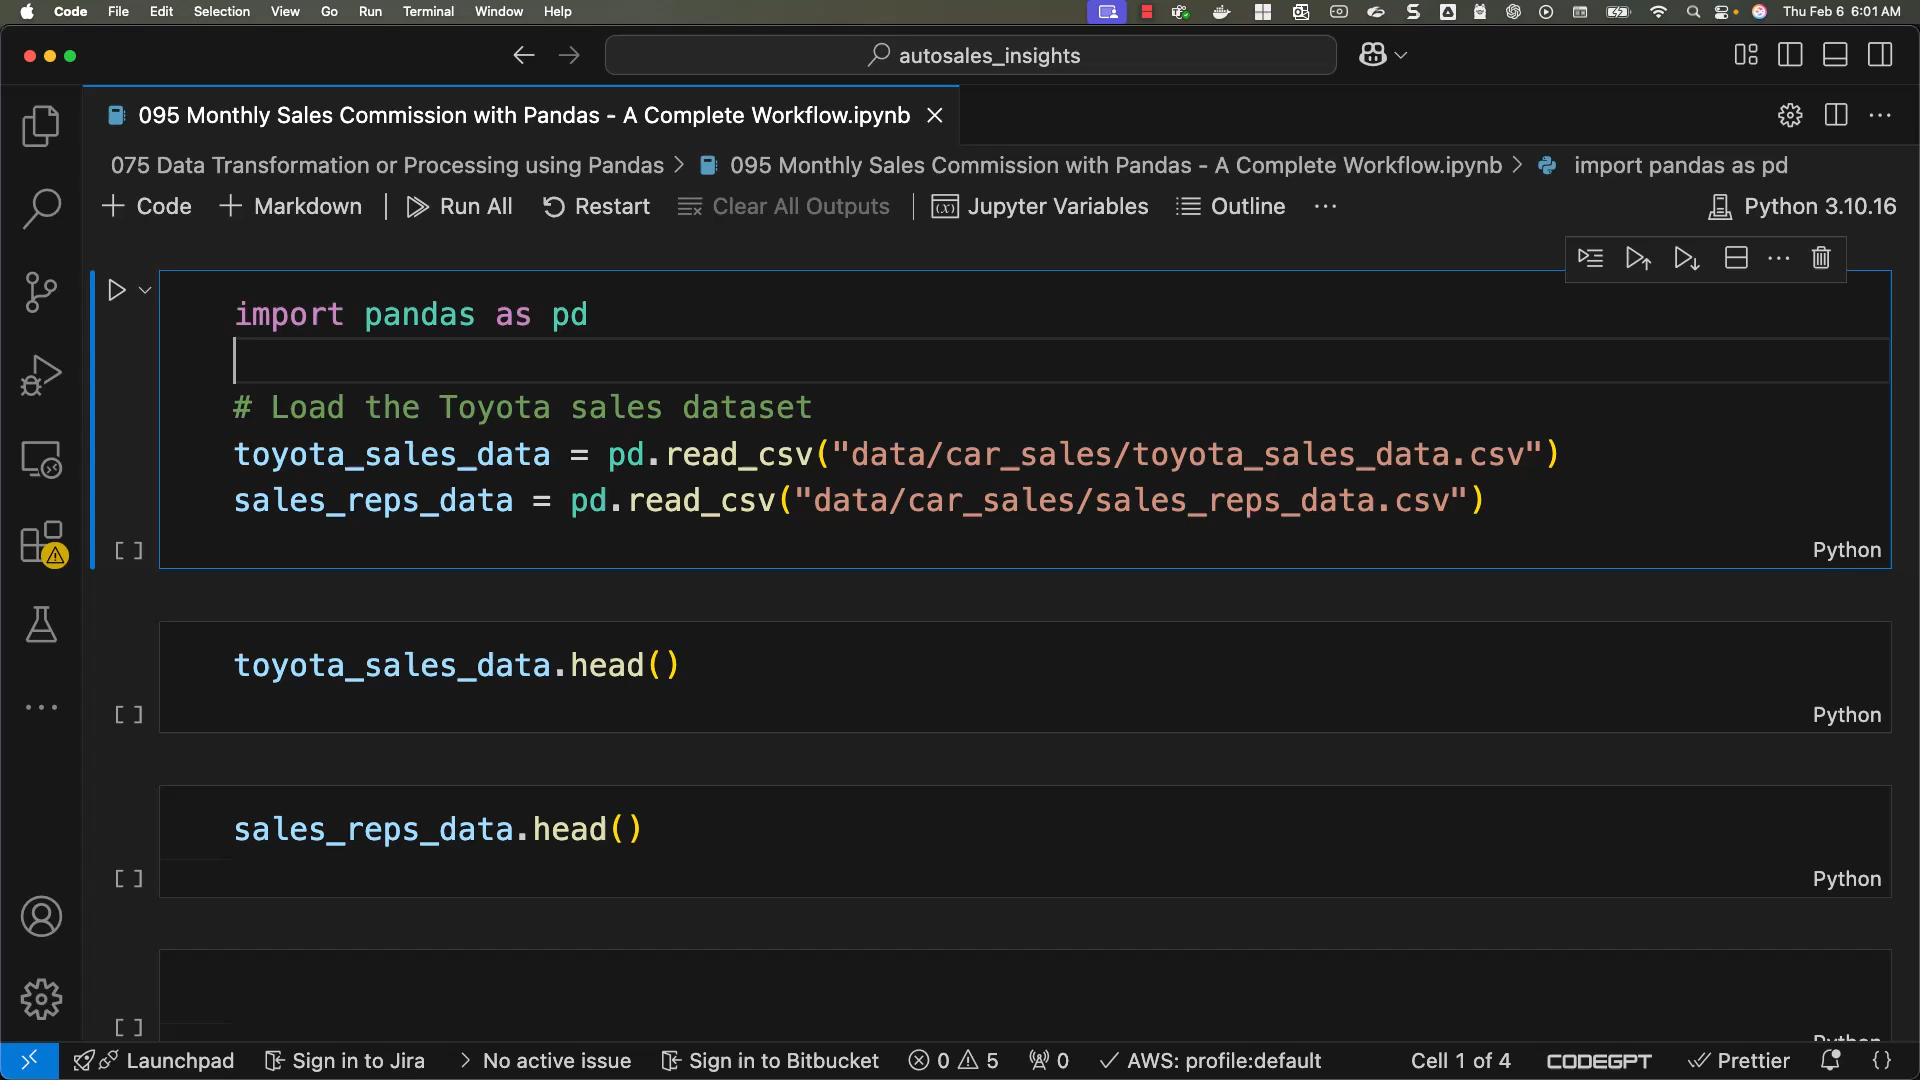 Code File Edit Selection View Go Run Terminal Window Help Thu Feb 6 6:01 AM
autosales_insights
095 Monthly Sales Commission with Pandas - A Complete Workflow.ipynb
075 Data Transformation or Processing using Pandas > 095 Monthly Sales Commission with Pandas - A Complete Workflow.ipynb > import pandas as pd
+ Code + Markdown | Run All Restart Clear All Outputs | Jupyter Variables Outline ... Python 3.10.16
import pandas as pd
# Load the Toyota sales dataset
toyota_sales_data = pd.read_csv("data/car_sales/toyota_sales_data.csv")
sales_reps_data = pd.read_csv("data/car_sales/sales_reps_data.csv")
[ ] Python
toyota_sales_data.head()
[ ] Python
sales_reps_data.head()
[ ] Python
[ ] Python
Launchpad Sign in to Jira > No active issue Sign in to Bitbucket 0 5 0 AWS: profile:default Cell 1 of 4 CODEGPT Prettier {}